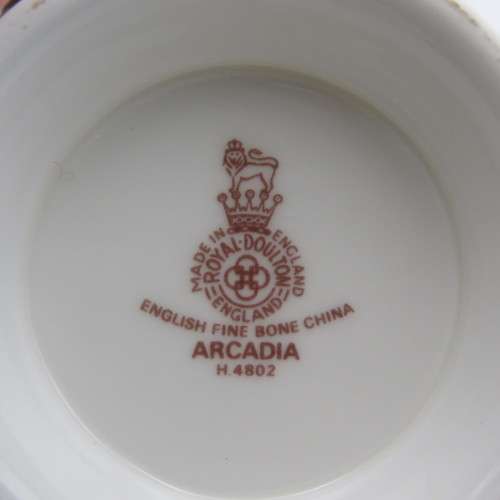 MADE IN ENGLAND
ROYAL·DOULTON
ENGLAND
ENGLISH FINE BONE CHINA
ARCADIA
H.4802